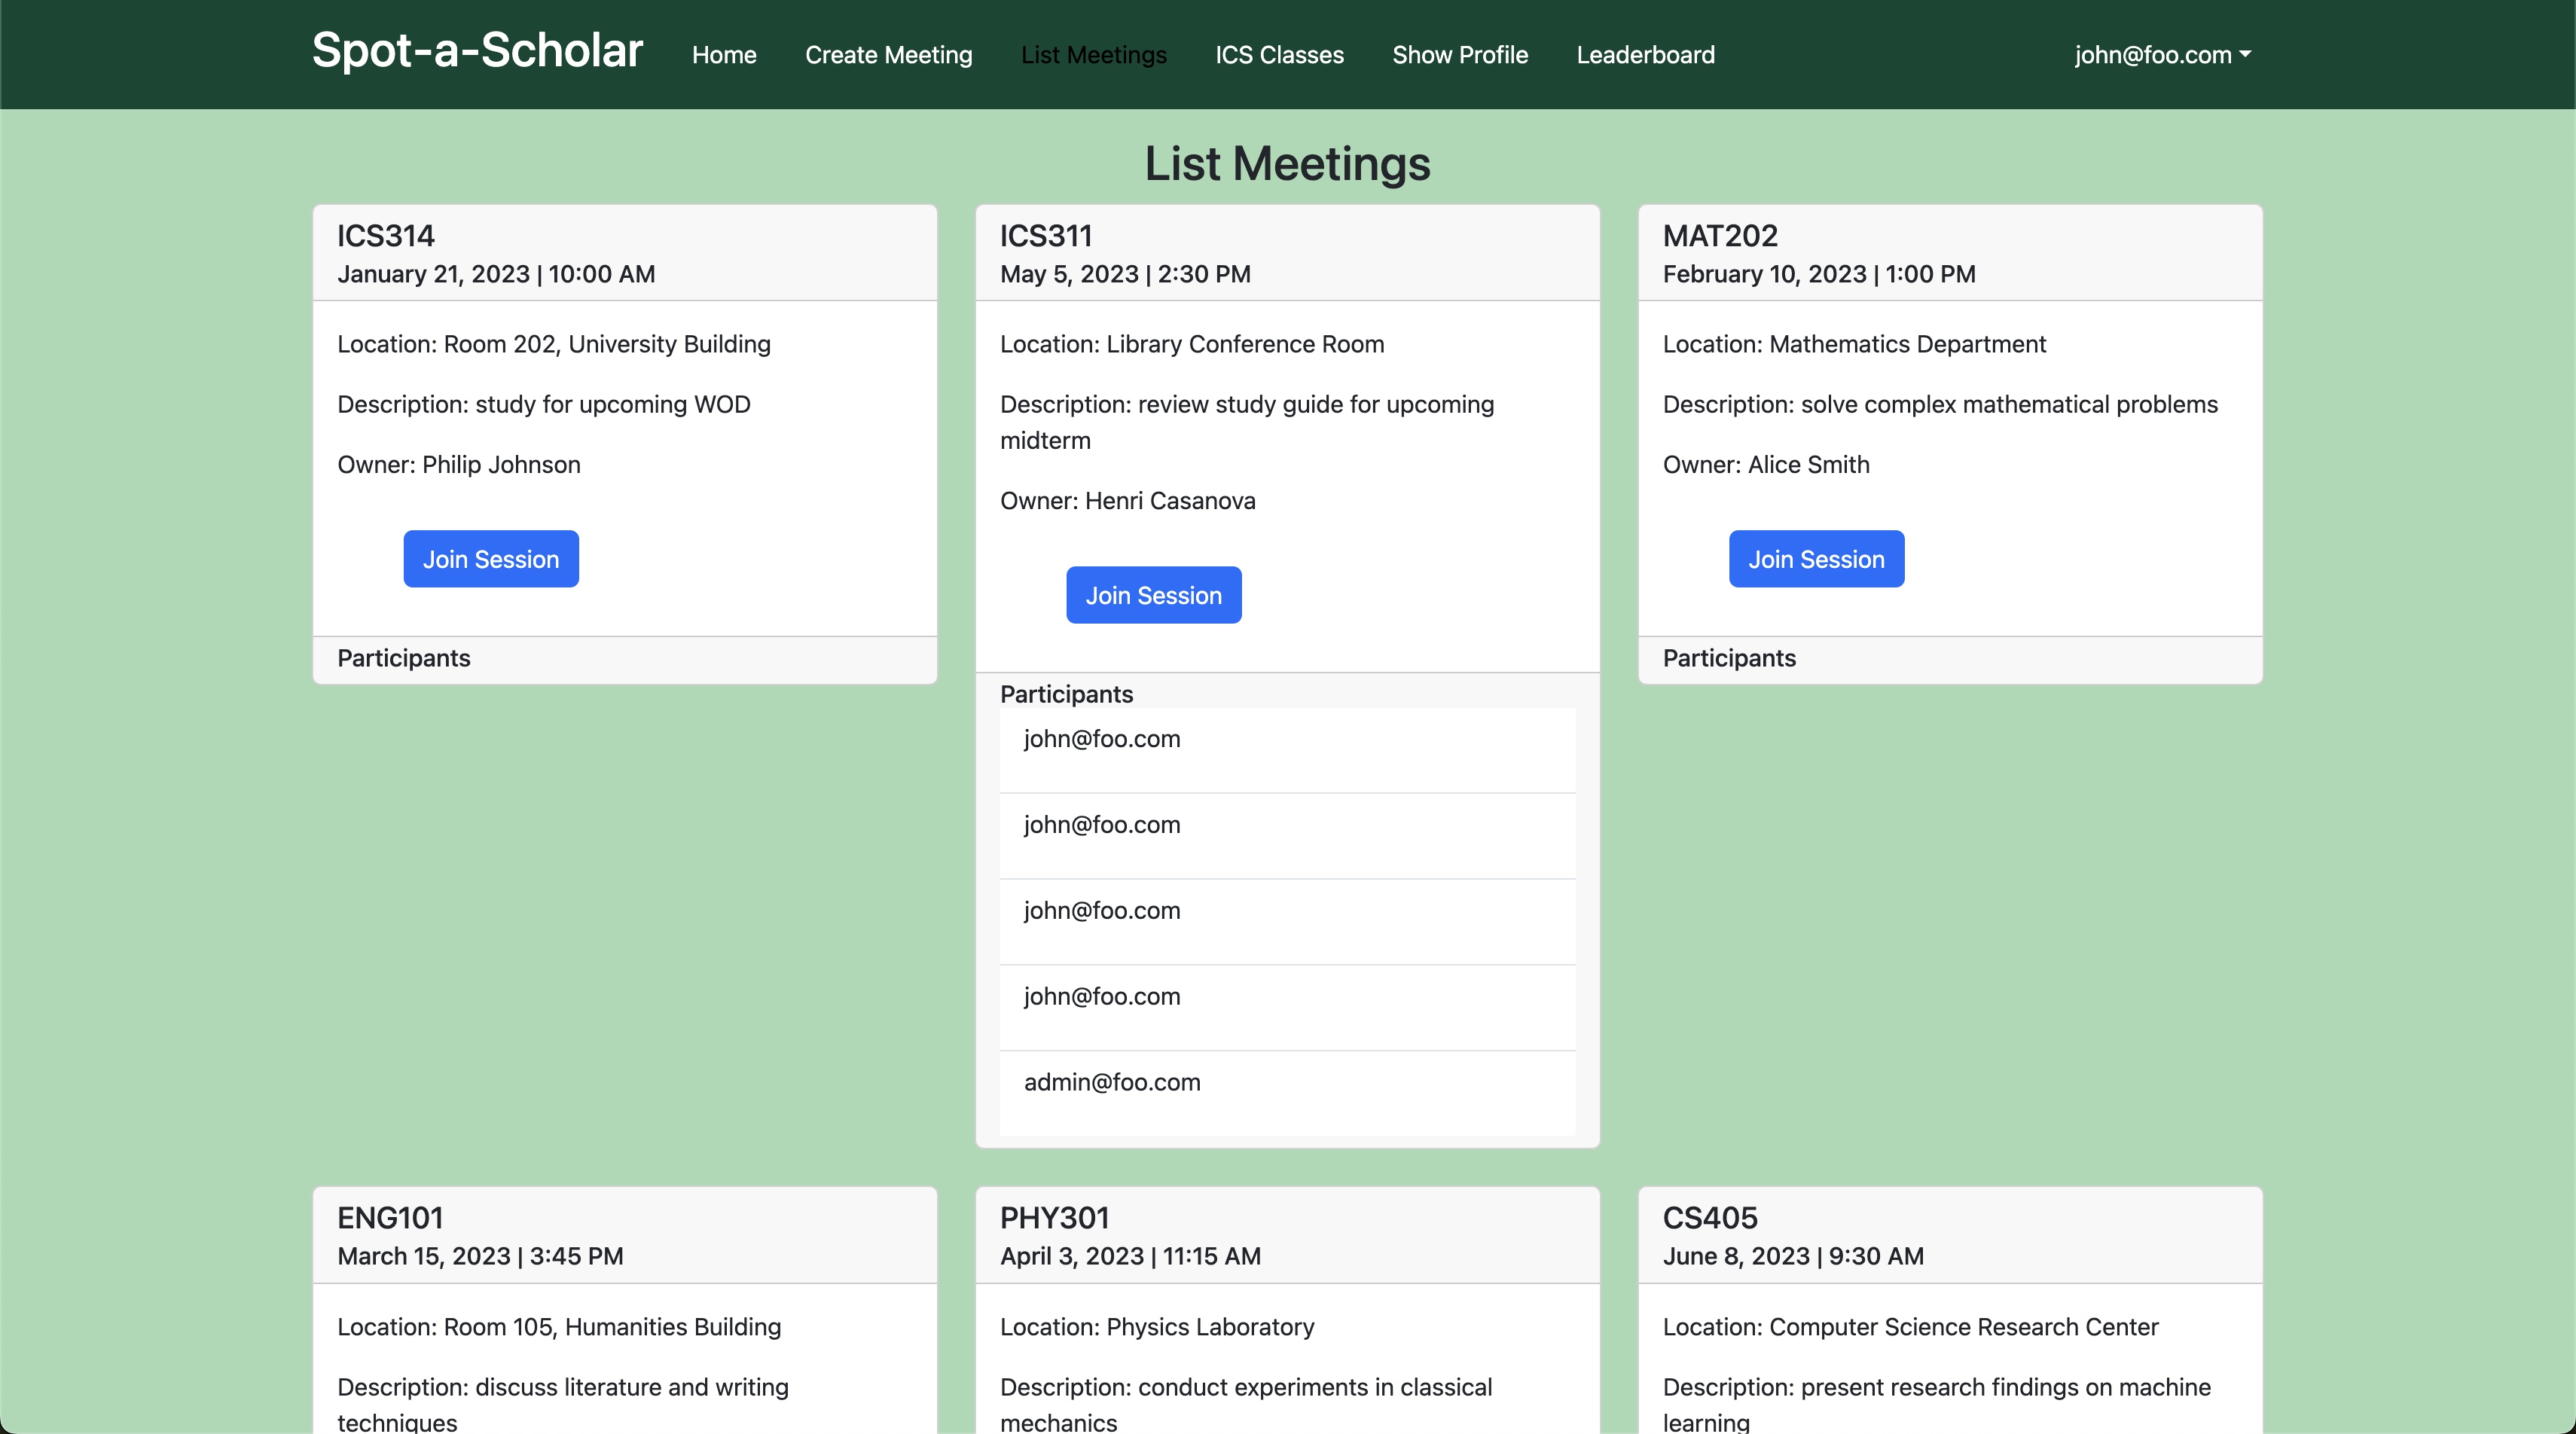 Spot-a-Scholar Home Create Meeting List Meetings ICS Classes Show Profile Leaderboard john@foo.com
List Meetings
ICS314
January 21, 2023 | 10:00 AM
Location: Room 202, University Building
Description: study for upcoming WOD
Owner: Philip Johnson
Join Session
Participants
ICS311
May 5, 2023 | 2:30 PM
Location: Library Conference Room
Description: review study guide for upcoming
midterm
Owner: Henri Casanova
Join Session
Participants
john@foo.com
john@foo.com
john@foo.com
john@foo.com
admin@foo.com
MAT202
February 10, 2023 | 1:00 PM
Location: Mathematics Department
Description: solve complex mathematical problems
Owner: Alice Smith
Join Session
Participants
ENG101
March 15, 2023 | 3:45 PM
Location: Room 105, Humanities Building
Description: discuss literature and writing
techniques
PHY301
April 3, 2023 | 11:15 AM
Location: Physics Laboratory
Description: conduct experiments in classical
mechanics
CS405
June 8, 2023 | 9:30 AM
Location: Computer Science Research Center
Description: present research findings on machine
learning